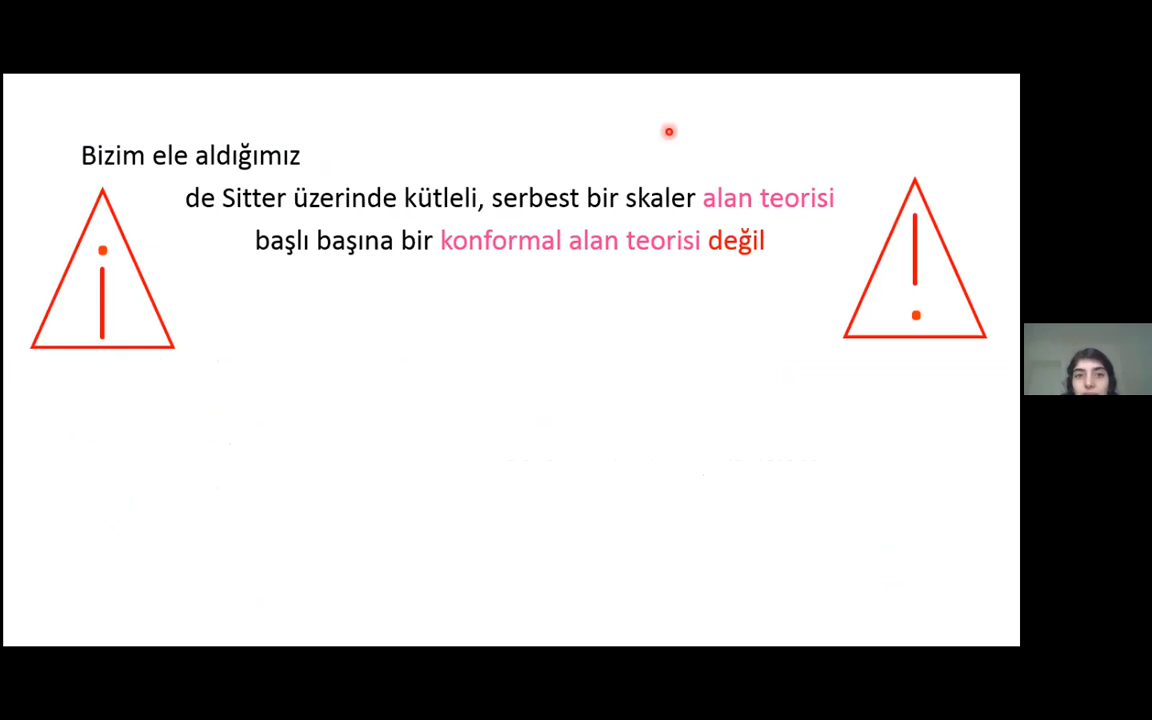 Bizim ele aldığımız
de Sitter üzerinde kütleli, serbest bir skaler alan teorisi
başlı başına bir konformal alan teorisi değil